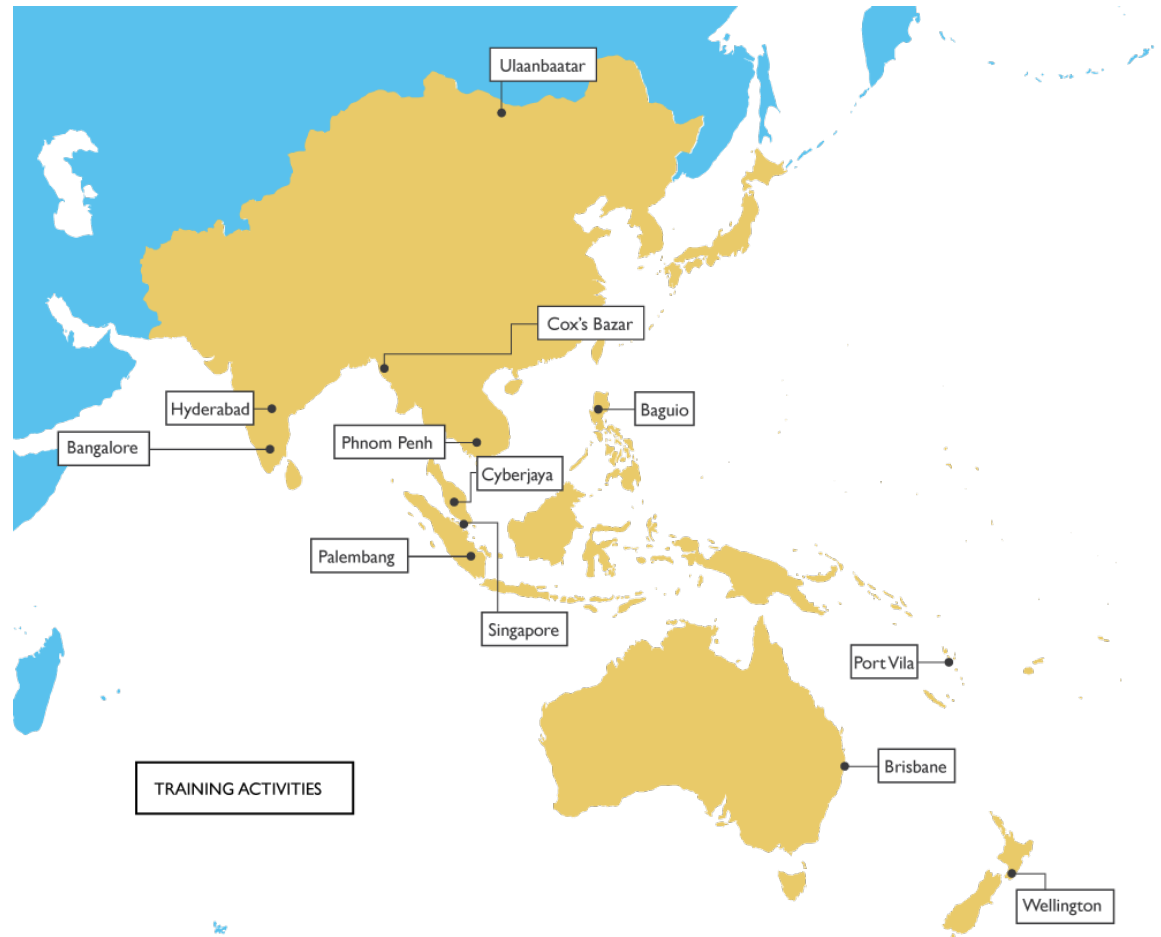 Ulaanbaatar
Cox's Bazar
Hyderabad
Baguio
Bangalore
Phnom Penh
Cyberjaya
Palembang
Singapore
Port Vila
Brisbane
TRAINING ACTIVITIES
Wellington